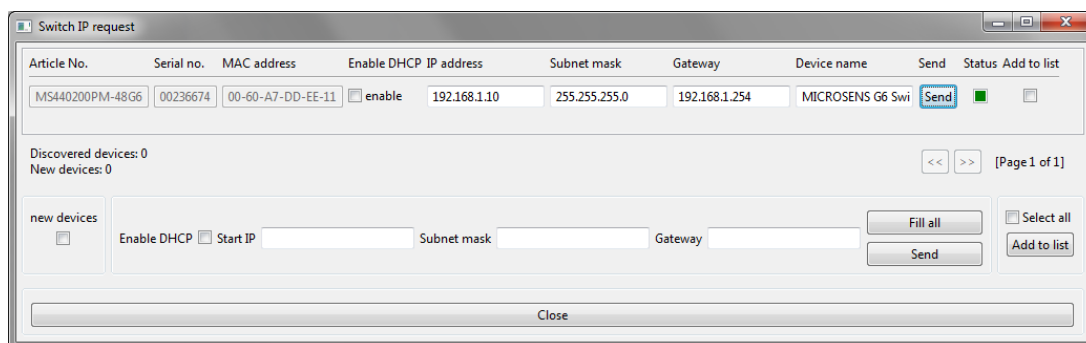 Switch IP request
Article No. Serial no. MAC address Enable DHCP IP address Subnet mask Gateway Device name Send Status Add to list
MS440200PM-48G6 00236674 00-60-A7-DD-EE-11 enable 192.168.1.10 255.255.255.0 192.168.1.254 MICROSENS G6 Swi Send
Discovered devices: 0
New devices: 0
<< >> [Page 1 of 1]
new devices
Enable DHCP Start IP Subnet mask Gateway
Fill all
Send
Select all
Add to list
Close